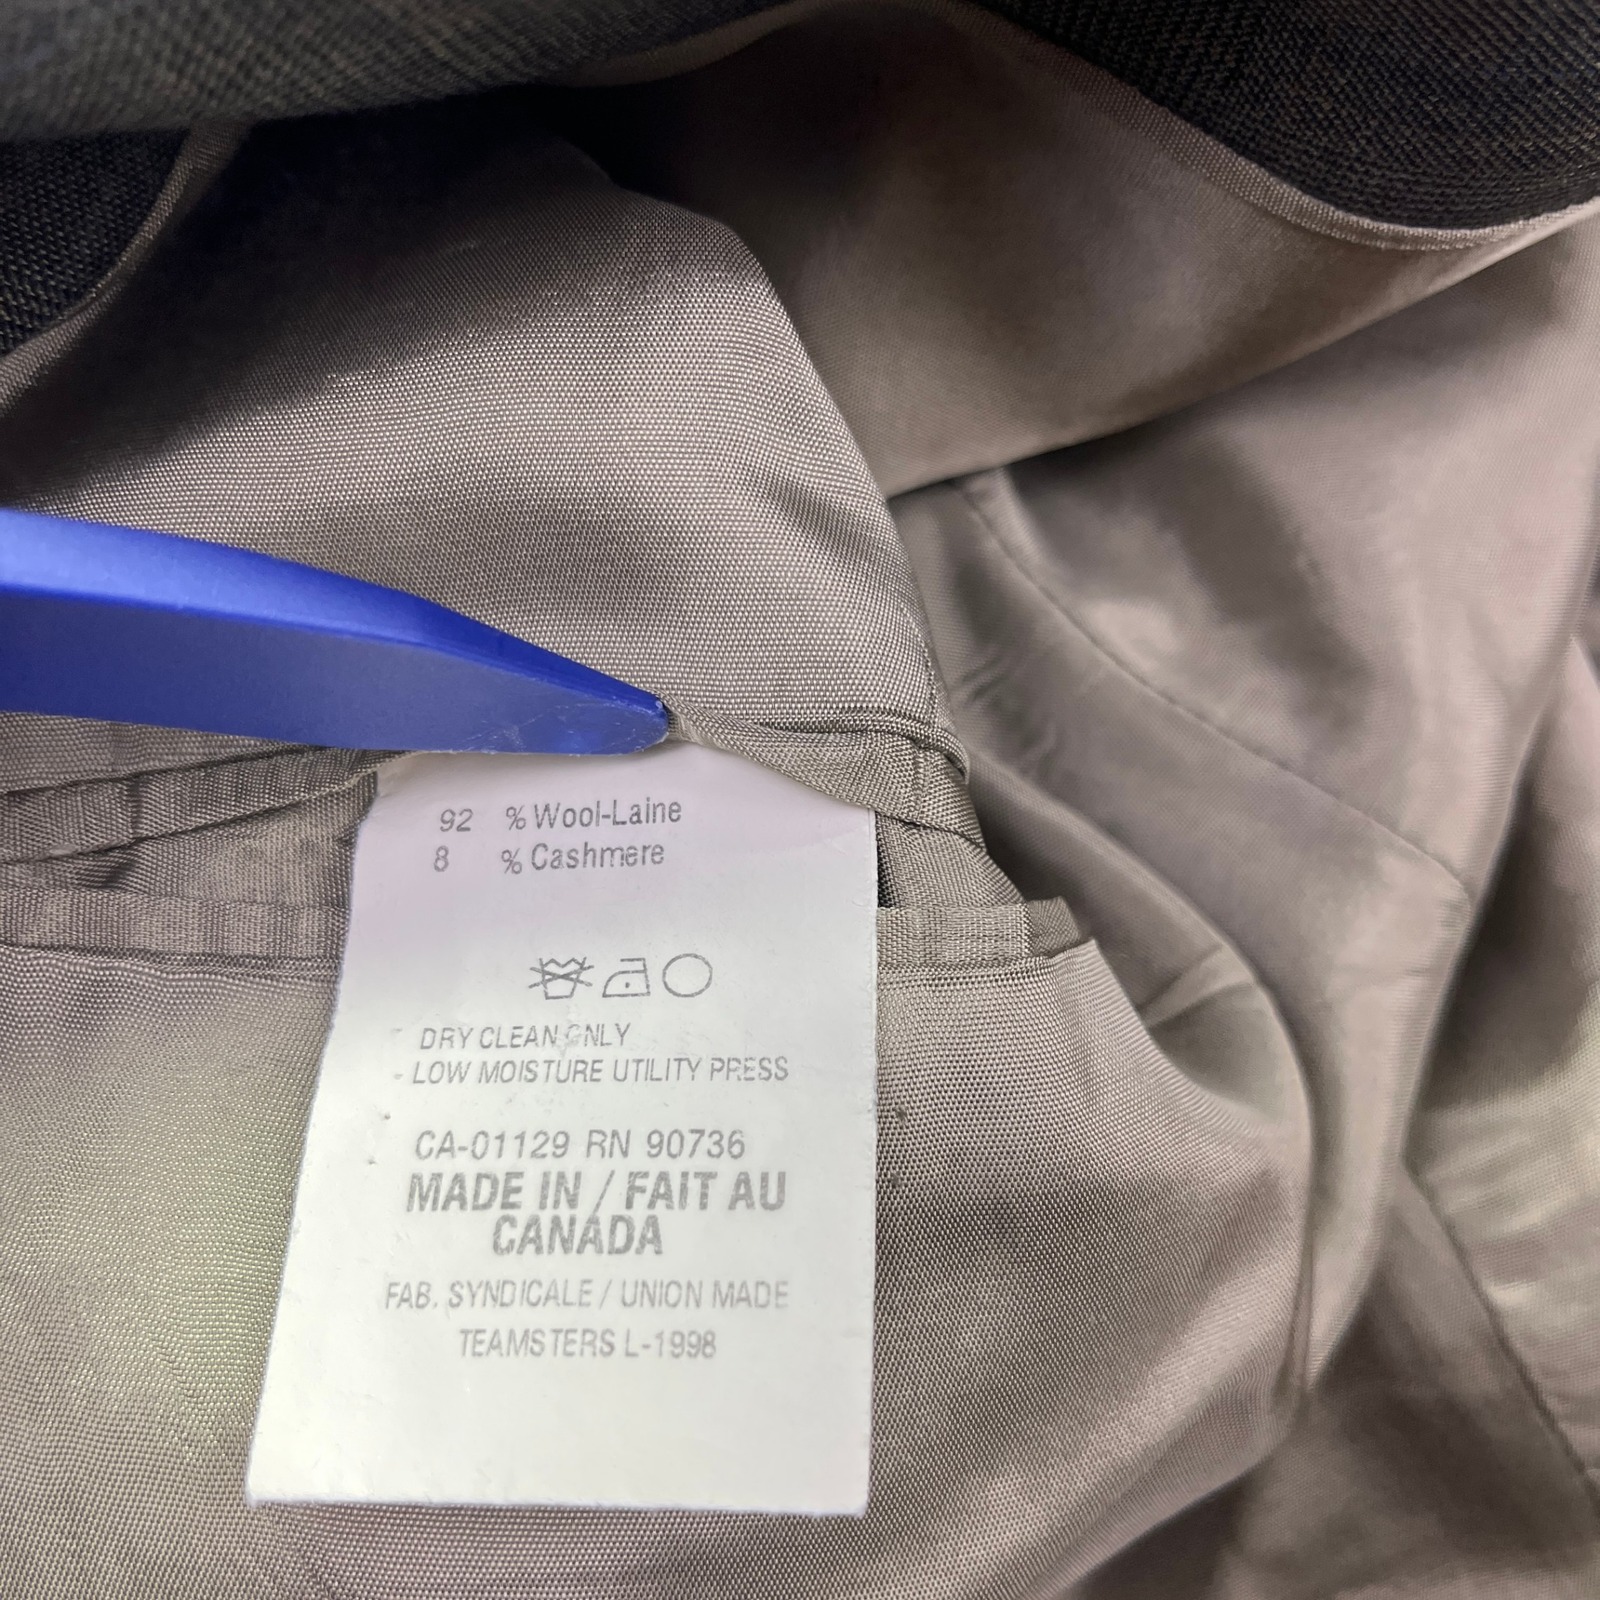 92 % Wool-Laine
8 % Cashmere
DRY CLEAN ONLY
- LOW MOISTURE UTILITY PRESS
CA-01129 RN 90736
MADE IN / FAIT AU
CANADA
FAB. SYNDICALE / UNION MADE
TEAMSTERS L-1998